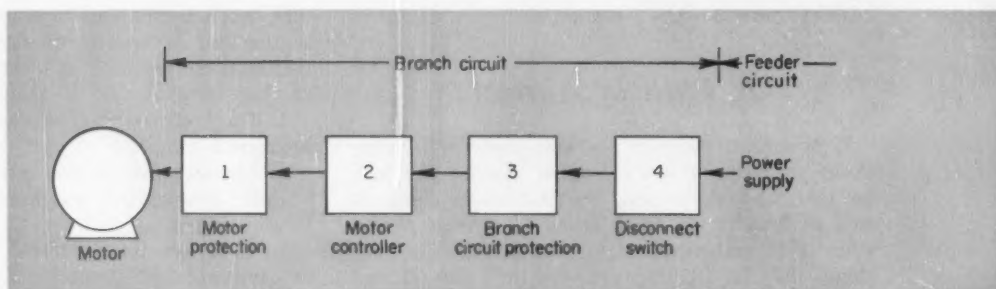 Branch circuit
Feeder
circuit
1
2
3
4
Power
supply
Motor
Motor
protection
Motor
controller
Branch
circuit protection
Disconnect
switch